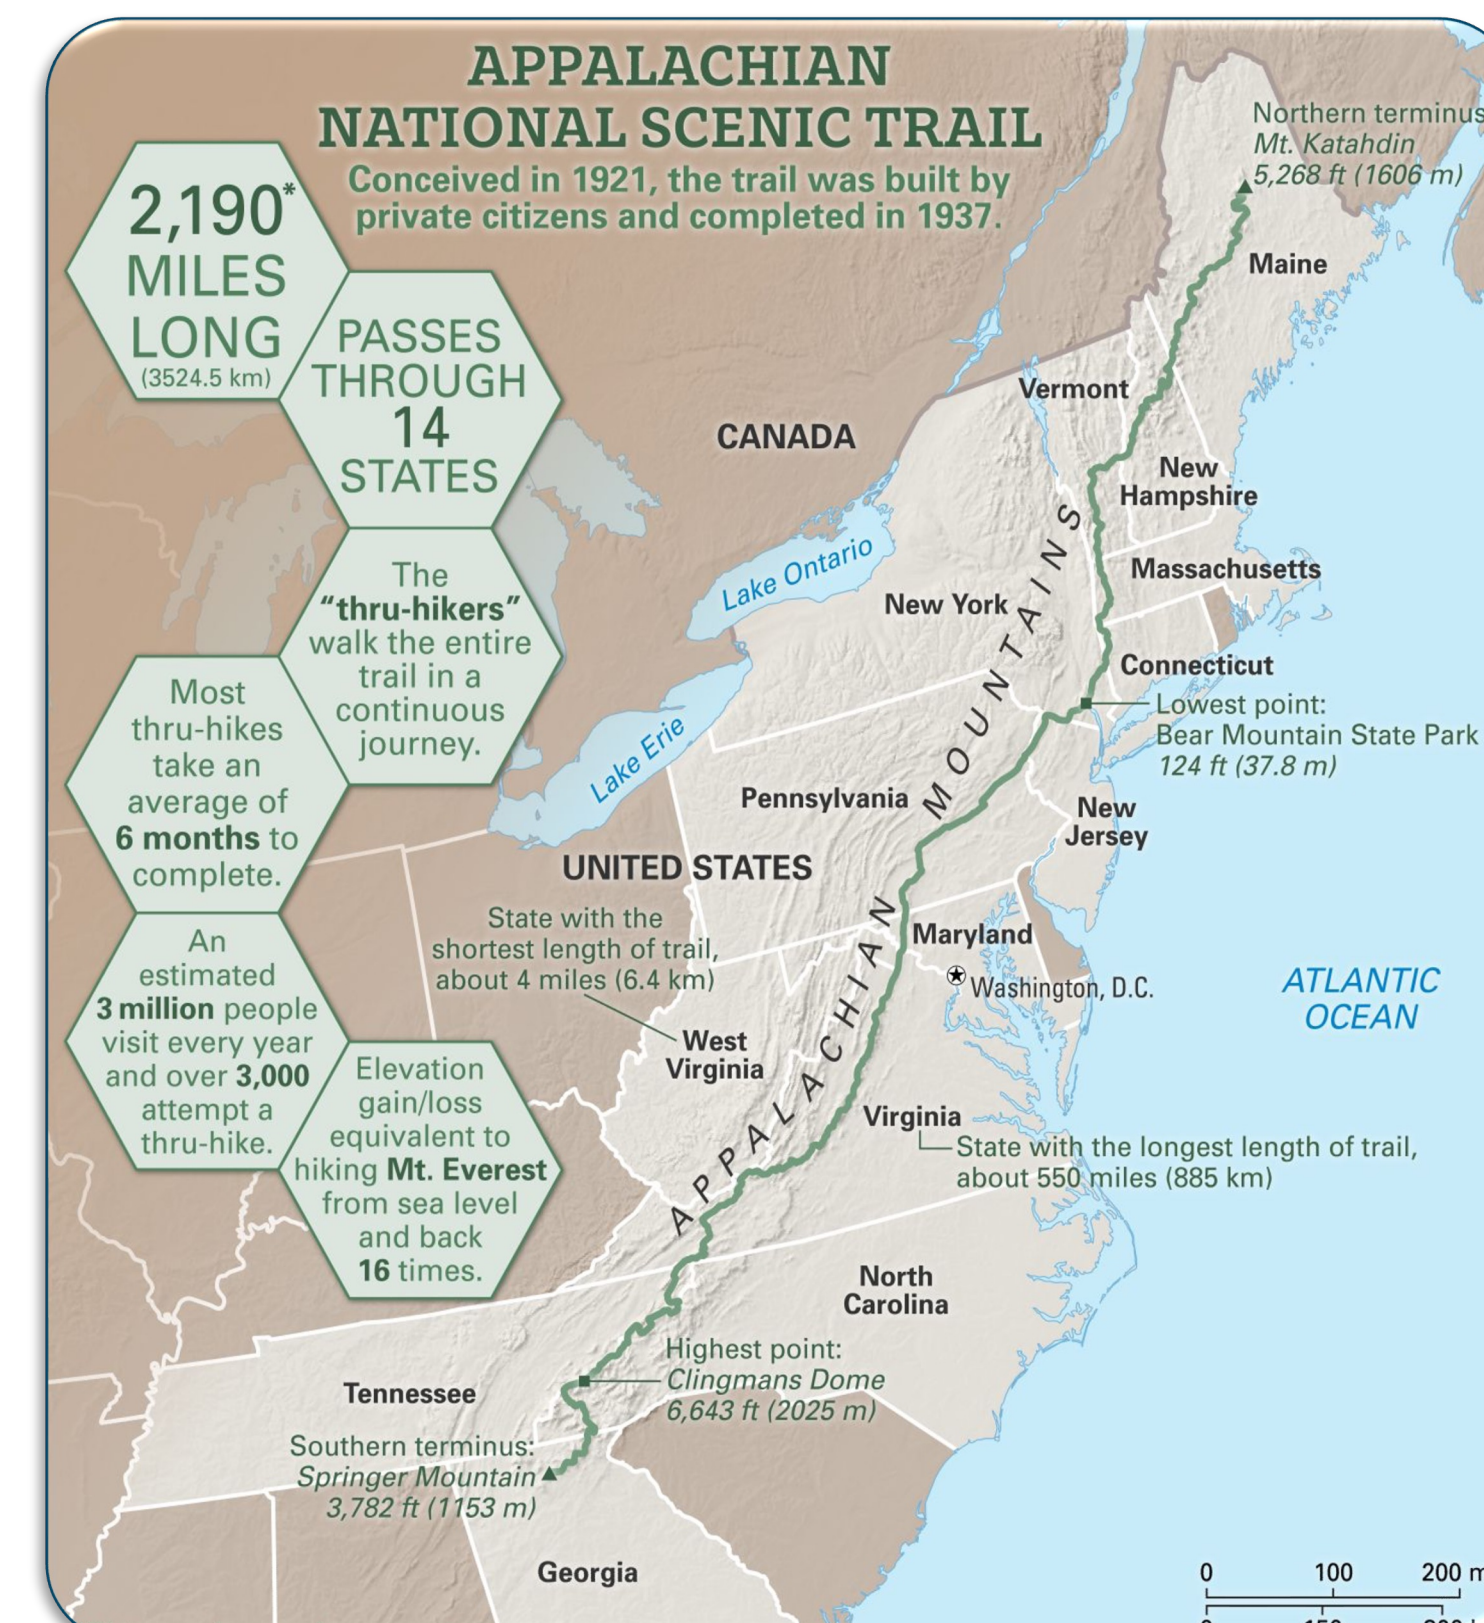 APPALACHIAN
NATIONAL SCENIC TRAIL
Conceived in 1921, the trail was built by
private citizens and completed in 1937.
2,190*
MILES
LONG
(3524.5 km)
PASSES
THROUGH
14
STATES
The
“thru-hikers”
walk the entire
trail in a
continuous
journey.
Most
thru-hikes
take an
average of
6 months to
complete.
An
estimated
3 million people
visit every year
and over 3,000
attempt a
thru-hike.
Elevation
gain/loss
equivalent to
hiking Mt. Everest
from sea level
and back
16 times.
Northern terminus
Mt. Katahdin
5,268 ft (1606 m)
Maine
Vermont
CANADA
New
Hampshire
Massachusetts
Lake Ontario
New York
Connecticut
Lowest point:
Bear Mountain State Park
124 ft (37.8 m)
Lake Erie
Pennsylvania
New
Jersey
UNITED STATES
APPALACHIAN MOUNTAINS
State with the
shortest length of trail,
about 4 miles (6.4 km)
Maryland
Washington, D.C.
ATLANTIC
OCEAN
West
Virginia
Virginia
State with the longest length of trail,
about 550 miles (885 km)
North
Carolina
Highest point:
Clingmans Dome
6,643 ft (2025 m)
Tennessee
Southern terminus:
Springer Mountain
3,782 ft (1153 m)
Georgia
0 100 200 m